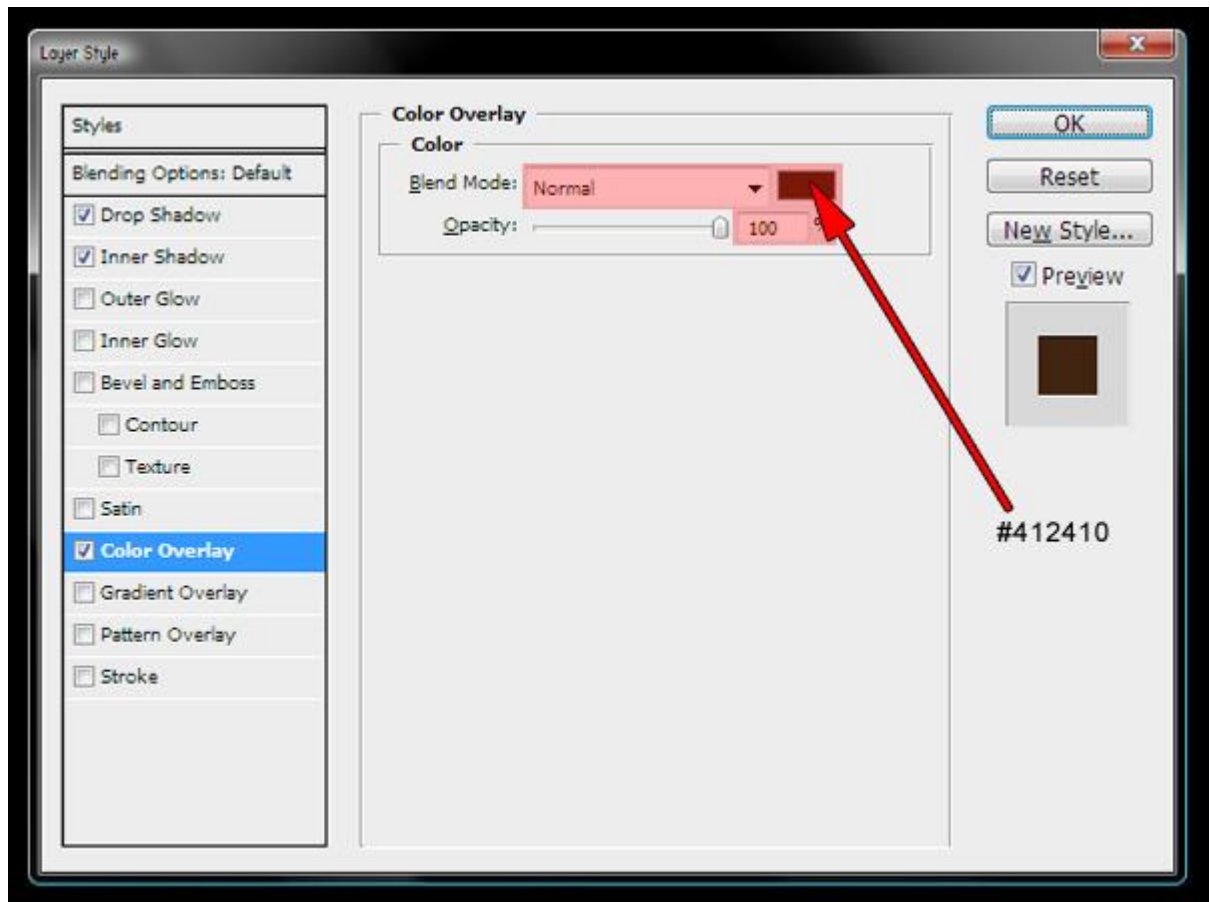 Layer Style
Styles
Blending Options: Default
Drop Shadow
Inner Shadow
Outer Glow
Inner Glow
Bevel and Emboss
Contour
Texture
Satin
Color Overlay
Gradient Overlay
Pattern Overlay
Stroke
Color Overlay
Color
Blend Mode: Normal
Opacity: 100 %
OK
Reset
New Style...
Preview
#412410